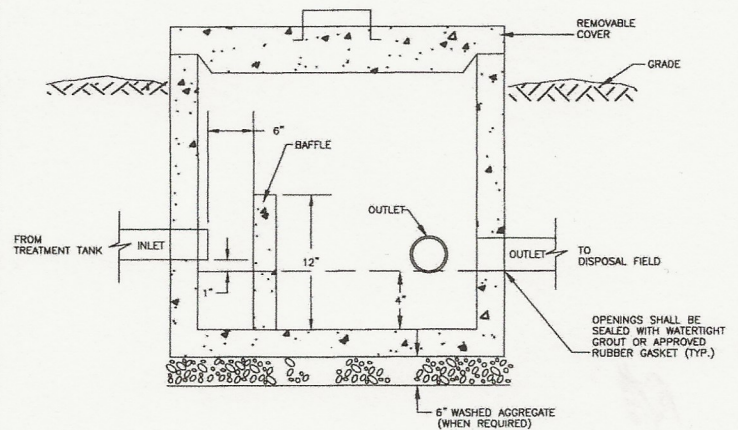 REMOVABLE
COVER
GRADE
6"
BAFFLE
OUTLET
FROM
TREATMENT TANK
INLET
12"
OUTLET
TO
DISPOSAL FIELD
1"
4"
OPENINGS SHALL BE
SEALED WITH WATERTIGHT
GROUT OR APPROVED
RUBBER GASKET (TYP.)
6" WASHED AGGREGATE
(WHEN REQUIRED)